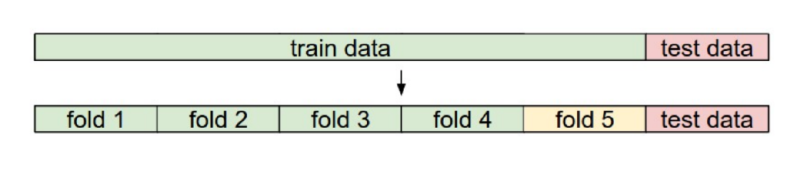 train data test data
fold 1 fold 2 fold 3 fold 4 fold 5 test data